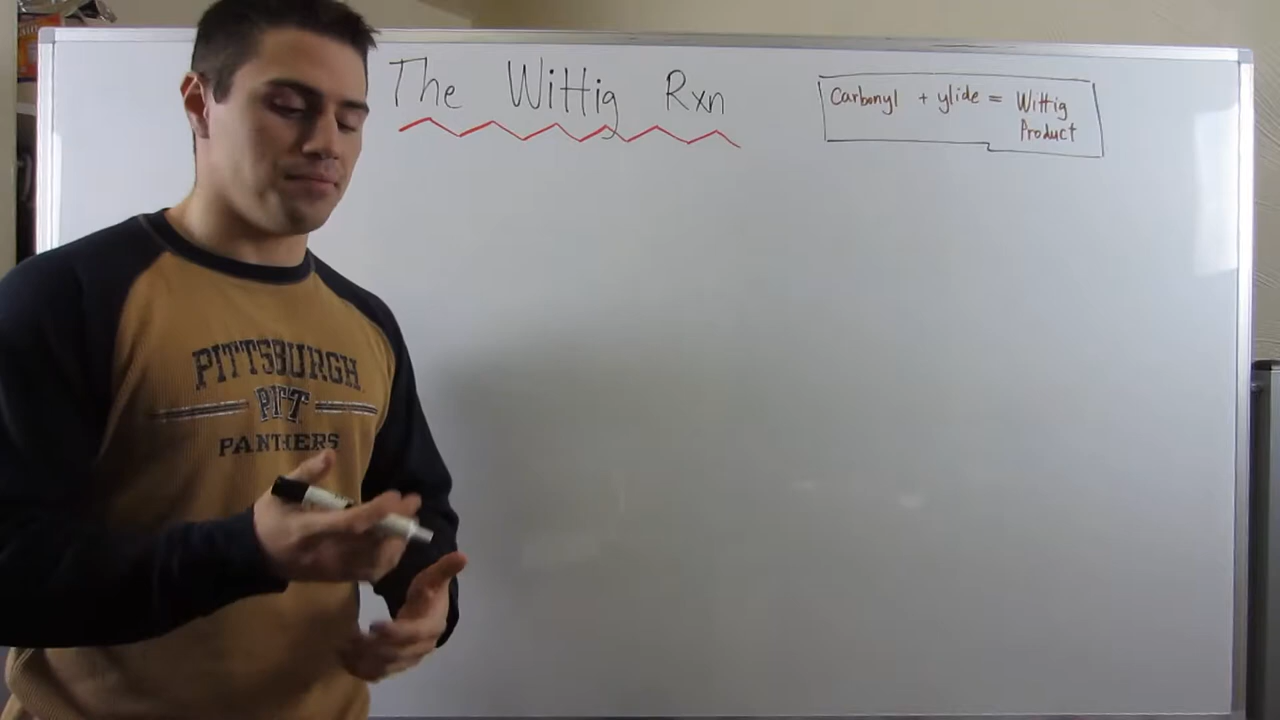 The Wittig Rxn
Carbonyl + ylide = Wittig
Product
PITTSBURGH
PITT
PANTHERS